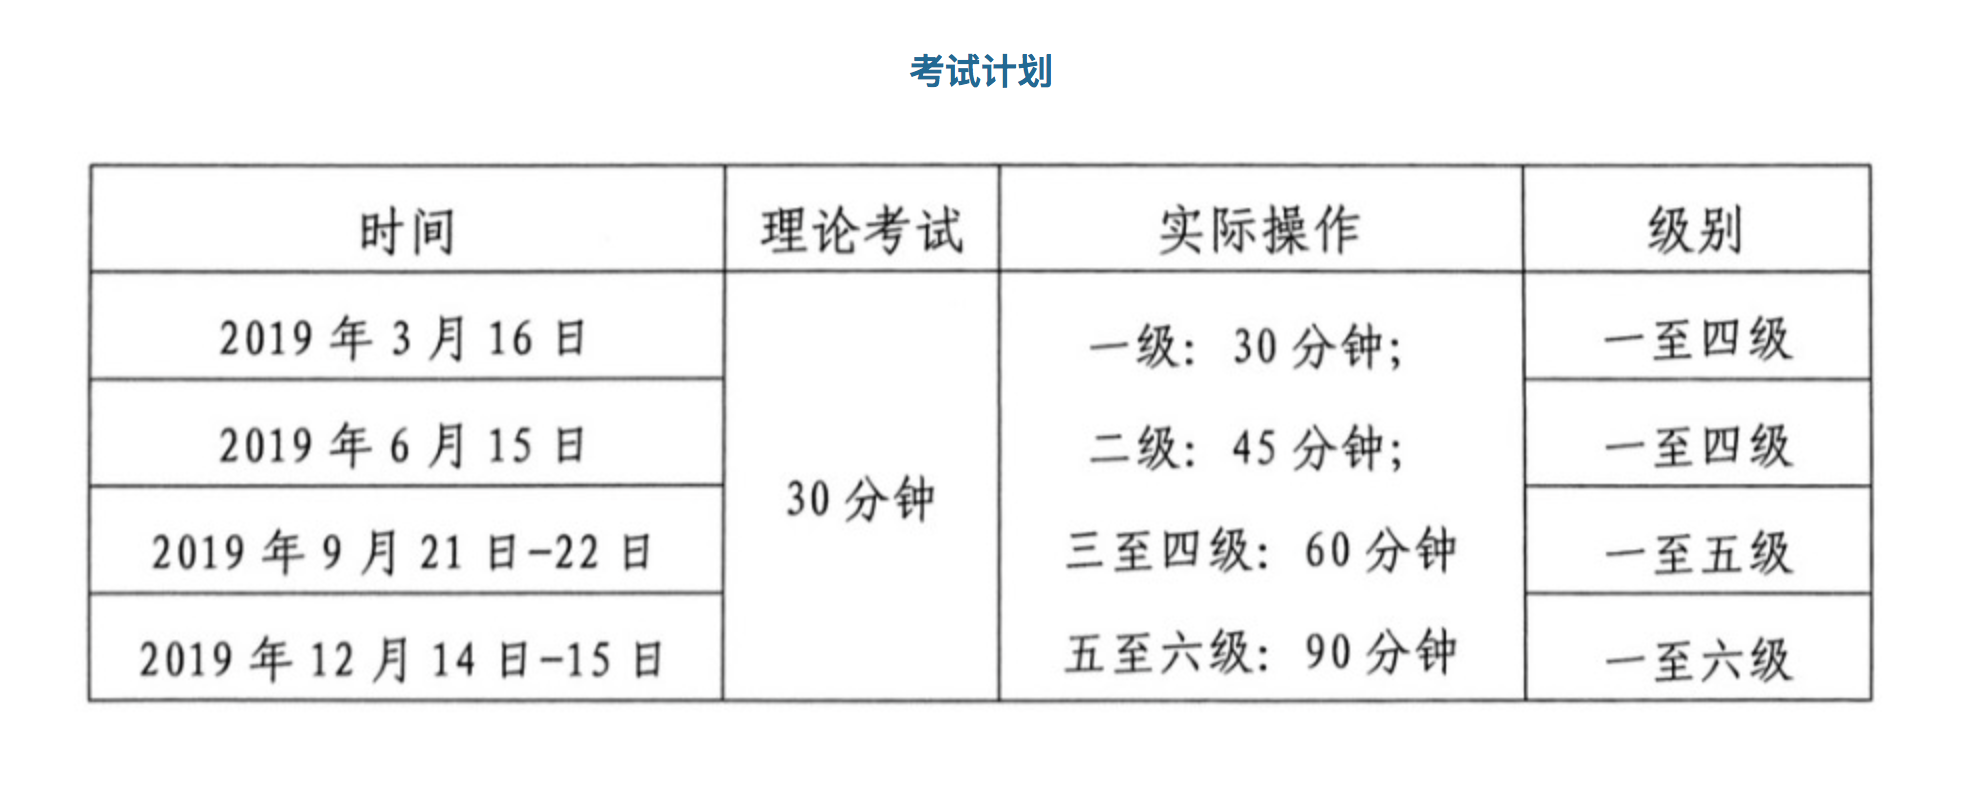 考试计划
时间 理论考试 实际操作 级别
2019 年 3 月 16 日
一级：30 分钟；
一至四级
2019 年 6 月 15 日
二级：45 分钟；
一至四级
30 分钟
2019 年 9 月 21 日-22 日
三至四级：60 分钟
一至五级
2019 年 12 月 14 日-15 日
五至六级：90 分钟
一至六级